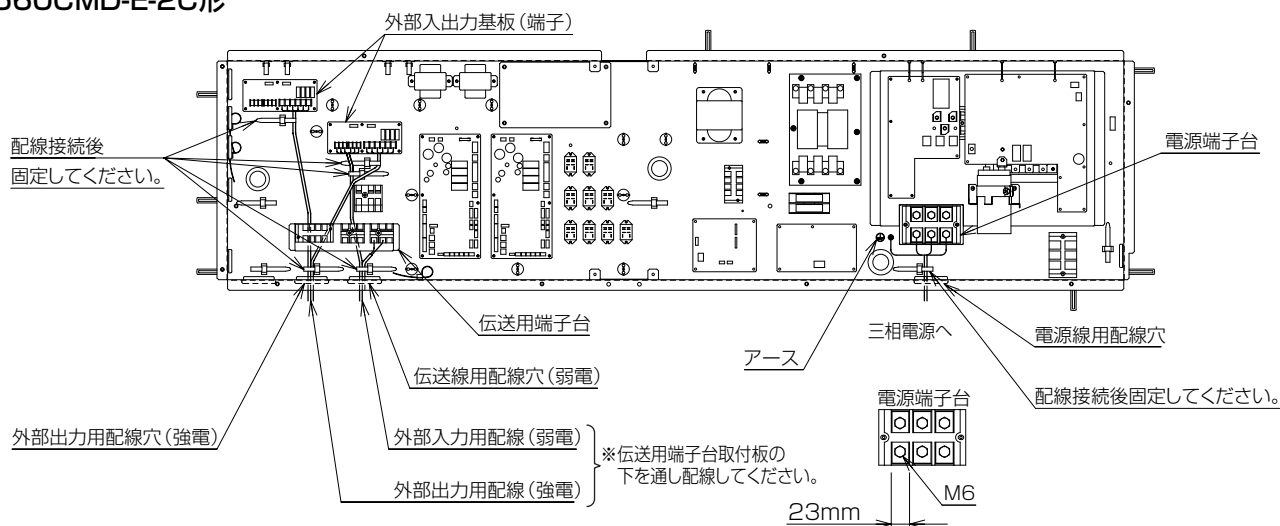 560CMD-E-2C形
外部入出力基板（端子）
配線接続後
固定してください。
電源端子台
伝送用端子台
三相電源へ
電源線用配線穴
アース
伝送線用配線穴（弱電）
配線接続後固定してください。
電源端子台
外部出力用配線穴（強電）
外部入力用配線（弱電）
※伝送用端子台取付板の
下を通し配線してください。
外部出力用配線（強電）
M6
23mm